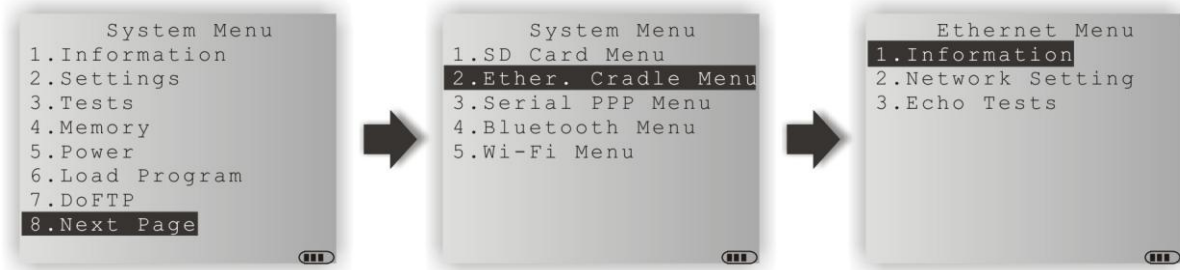 System Menu
1.Information
2.Settings
3.Tests
4.Memory
5.Power
6.Load Program
7.DoFTP
8.Next Page
System Menu
1.SD Card Menu
2.Ether. Cradle Menu
3.Serial PPP Menu
4.Bluetooth Menu
5.Wi-Fi Menu
Ethernet Menu
1.Information
2.Network Setting
3.Echo Tests